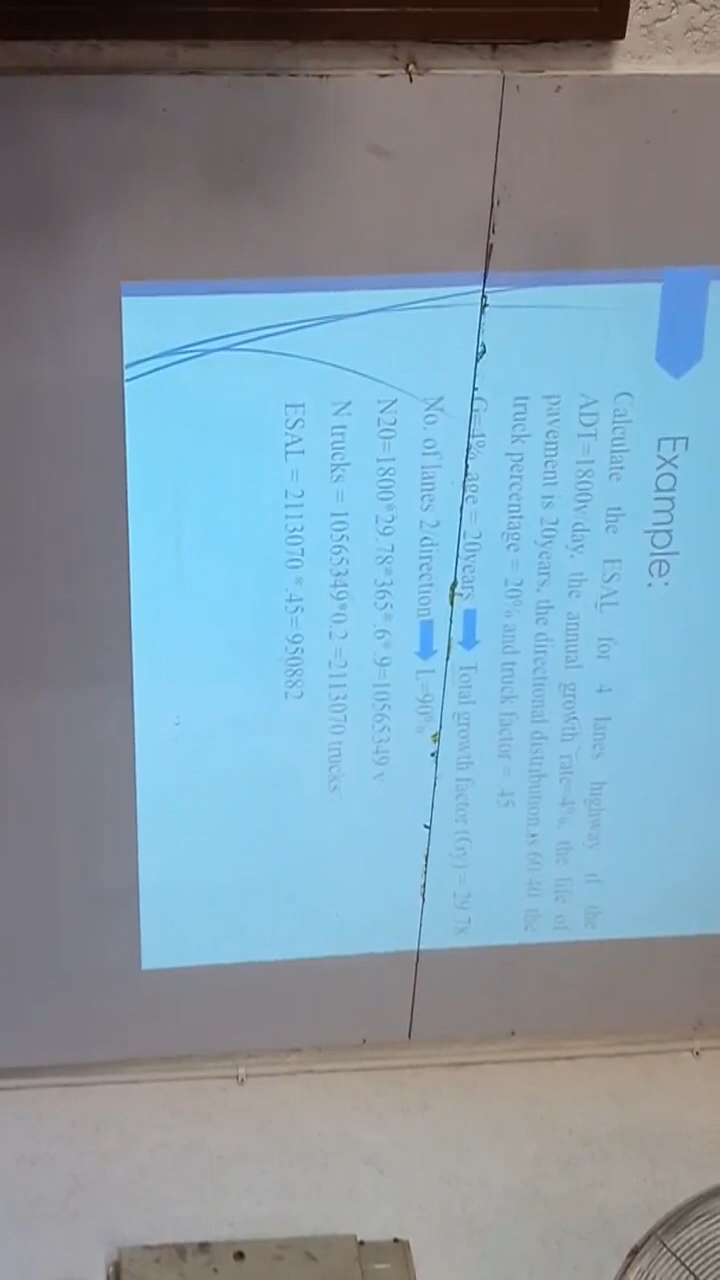 Example:
Calculate the ESAL for 4 lanes highway if the
ADT=1800v/day, the annual growth rate=4%, the life of
pavement is 20years, the directional distribution is 60-40 the
truck percentage = 20% and truck factor = .45
G=4%, age = 20years Total growth factor (Gy) = 29.78
No. of lanes 2/direction L=90%
N20=1800*29.78*365*.6*.9=10565349 v
N trucks = 10565349*0.2 =2113070 trucks
ESAL = 2113070 *.45= 950882